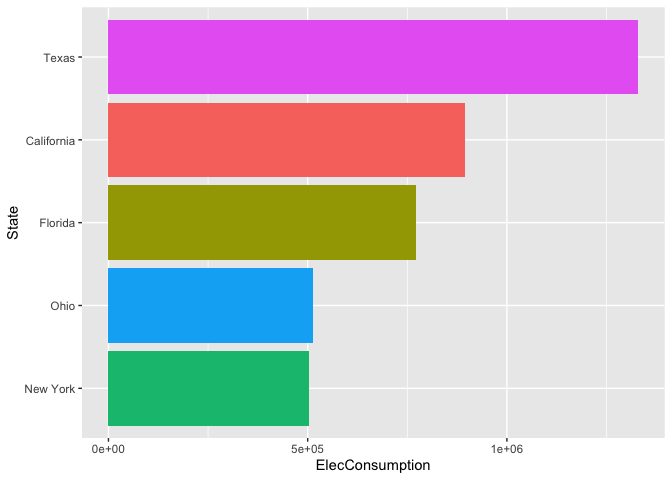 Texas
California
Florida
Ohio
New York
State
0e+00 5e+05 1e+06
ElecConsumption